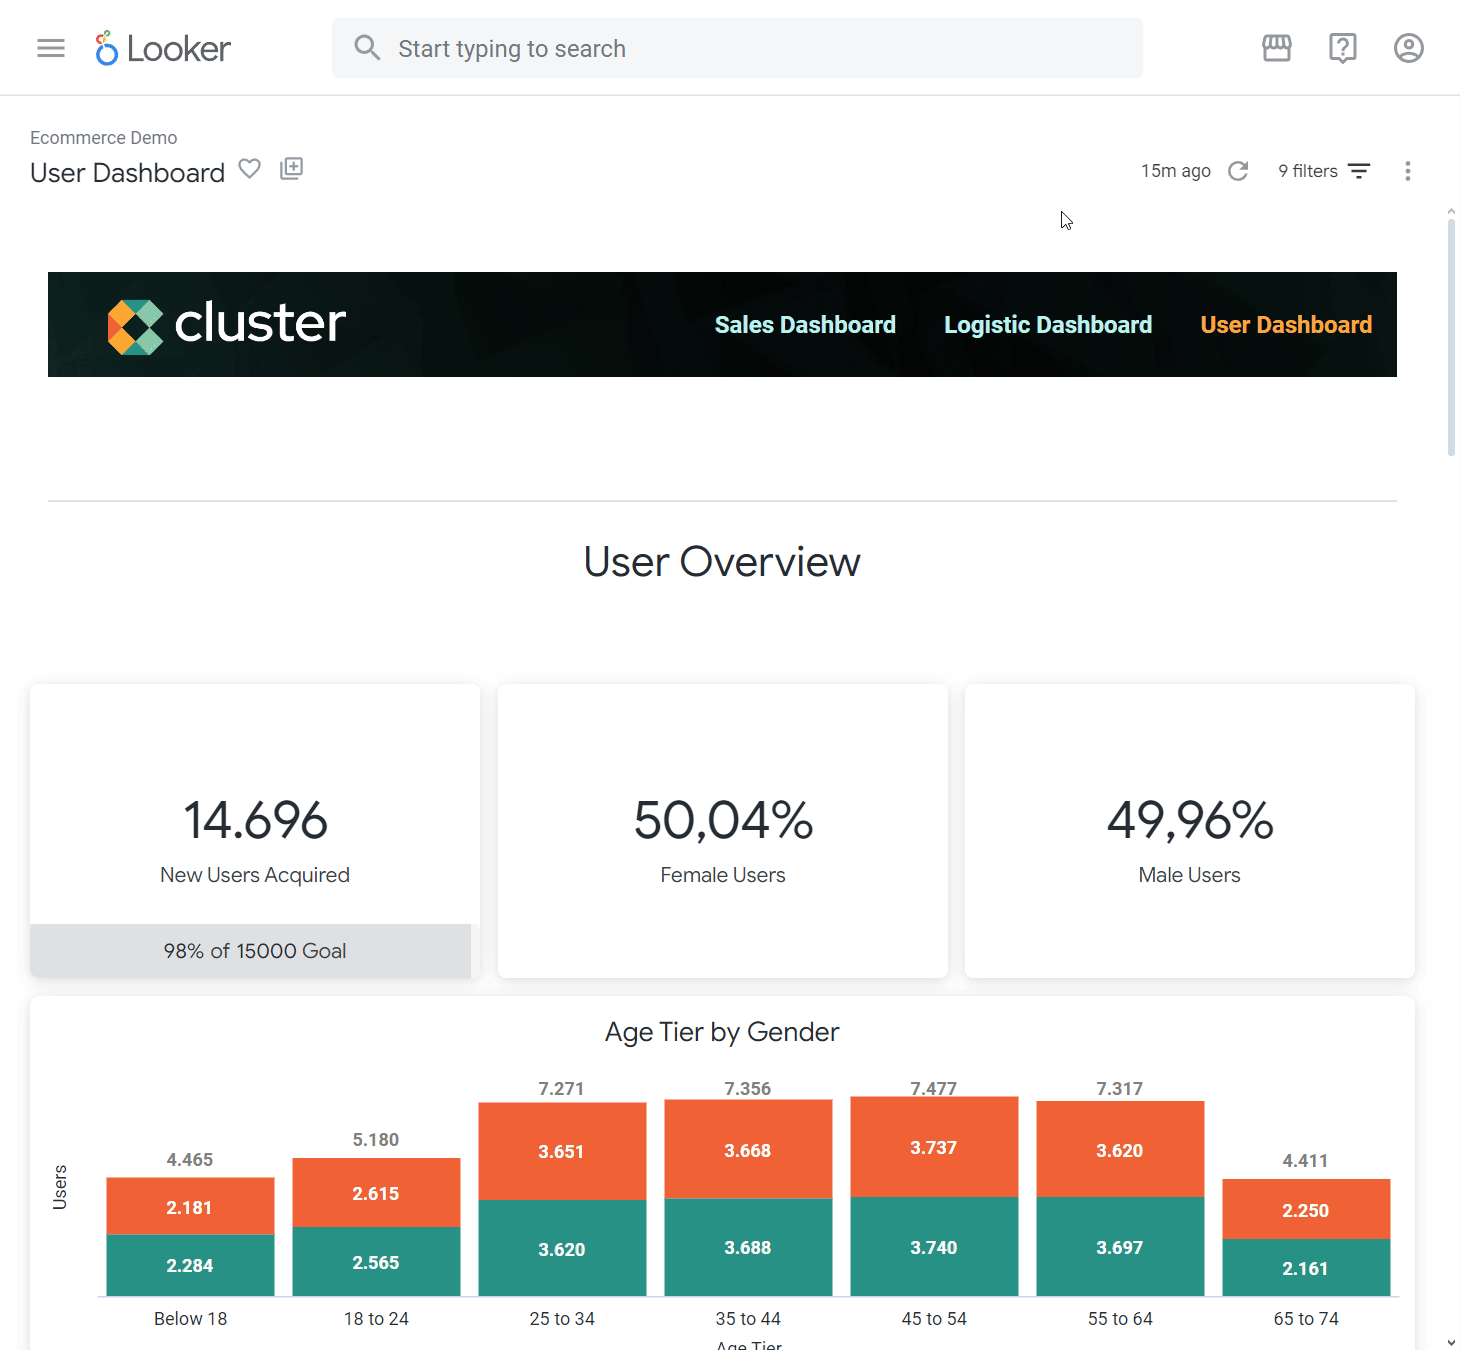 Looker
Start typing to search
Ecommerce Demo
User Dashboard
15m ago
9 filters
cluster
Sales Dashboard
Logistic Dashboard
User Dashboard
User Overview
14.696
New Users Acquired
98% of 15000 Goal
50,04%
Female Users
49,96%
Male Users
Age Tier by Gender
Users
4.465
5.180
7.271
7.356
7.477
7.317
4.411
2.181
2.615
3.651
3.668
3.737
3.620
2.250
2.284
2.565
3.620
3.688
3.740
3.697
2.161
Below 18
18 to 24
25 to 34
35 to 44
45 to 54
55 to 64
65 to 74
Age Tier